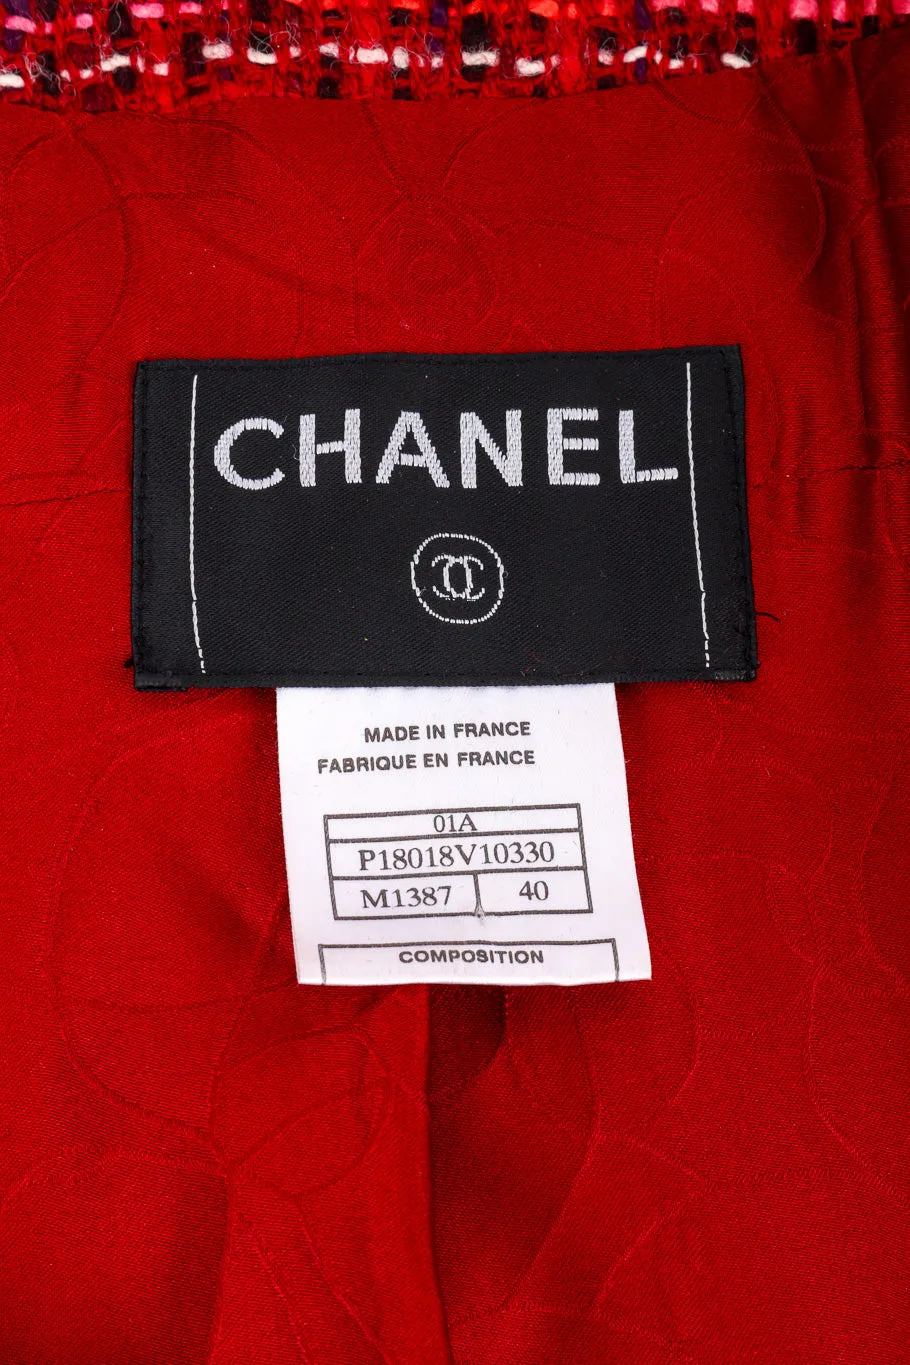 CHANEL
MADE IN FRANCE
FABRIQUE EN FRANCE
01A
P18018V10330
M1387 40
COMPOSITION